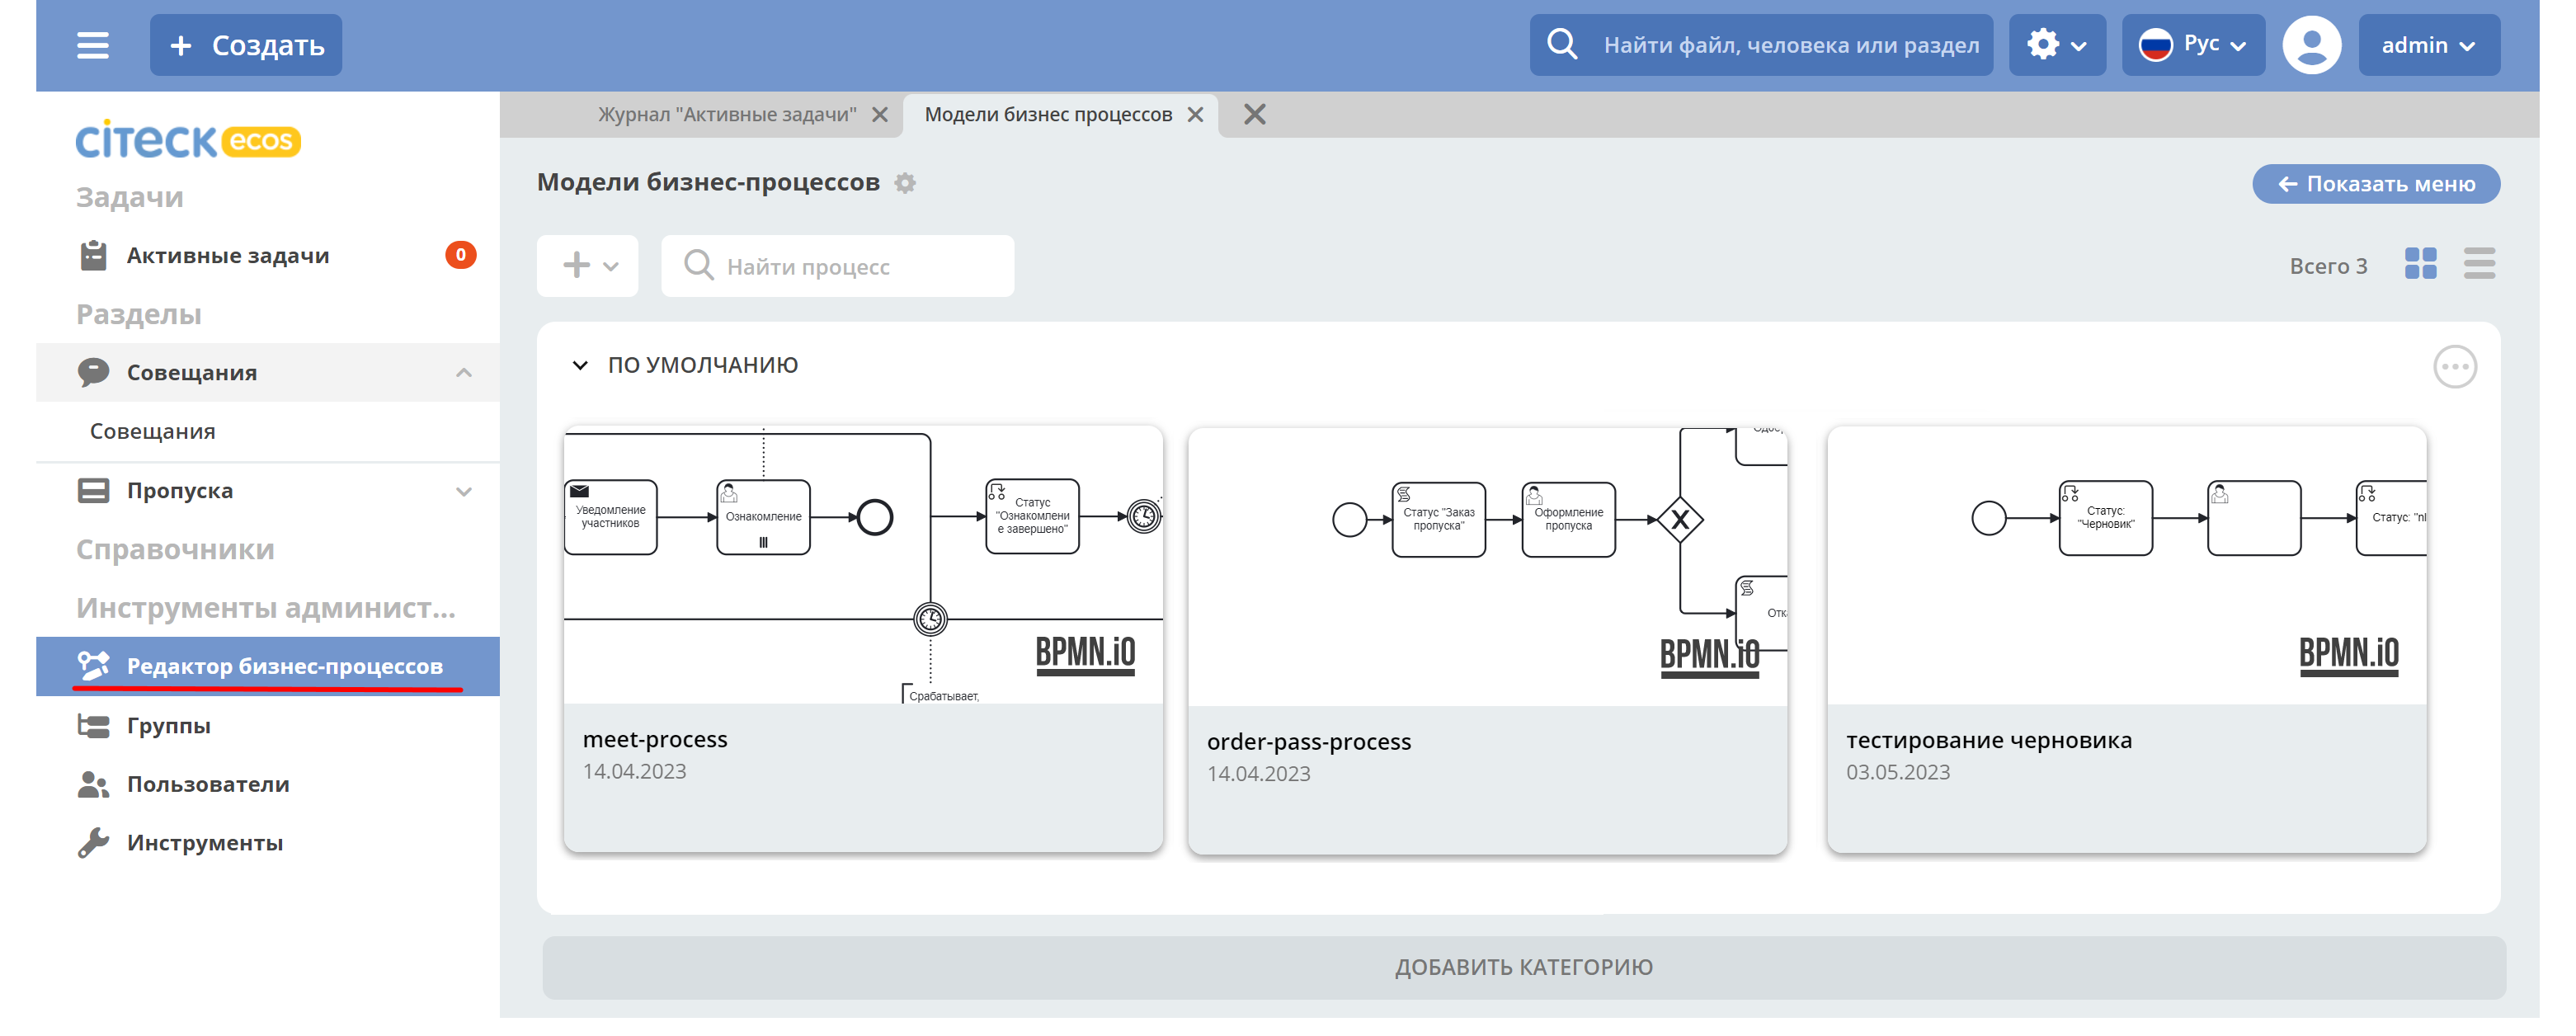 Создать
Найти файл, человека или раздел
Рус
admin
Журнал "Активные задачи"
Модели бизнес процессов
citeck ecos
Задачи
Активные задачи
0
Разделы
Совещания
Совещания
Пропуска
Справочники
Инструменты админист...
Редактор бизнес-процессов
Группы
Пользователи
Инструменты
Модели бизнес-процессов
Показать меню
Найти процесс
Всего 3
ПО УМОЛЧАНИЮ
Уведомление
участников
Ознакомление
Статус
"Ознакомлени
е завершено"
Срабатывает,
BPMN.iO
meet-process
14.04.2023
Статус "Заказ
пропуска"
Оформление
пропуска
Отк
BPMN.iO
order-pass-process
14.04.2023
Статус:
"Черновик"
Статус:
BPMN.iO
тестирование черновика
03.05.2023
ДОБАВИТЬ КАТЕГОРИЮ